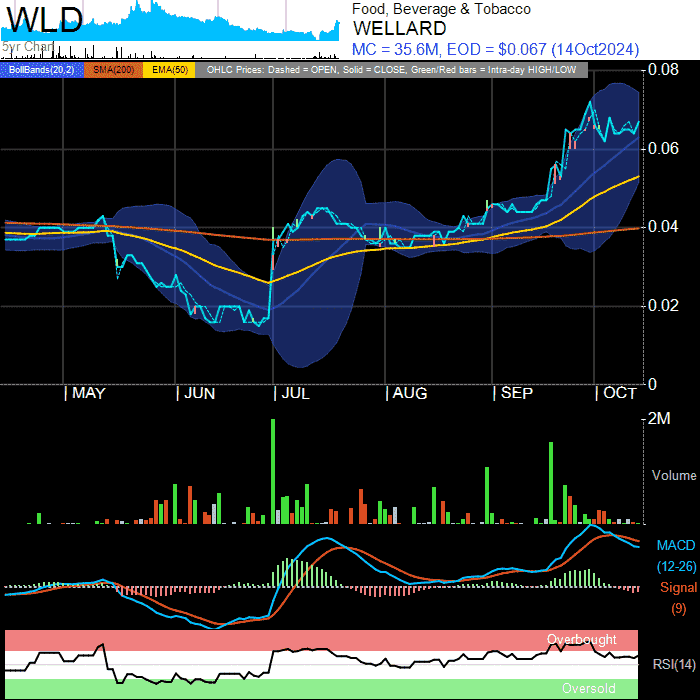 WLD
5yr Chart
Food, Beverage & Tobacco
WELLARD
MC = 35.6M, EOD = $0.067 (14Oct2024)
BollBands(20,2) SMA(200) EMA(50) OHLC Prices: Dashed = OPEN, Solid = CLOSE, Green/Red bars = Intra-day HIGH/LOW
0.08
0.06
0.04
0.02
0
| MAY | JUN | JUL | AUG | SEP | OCT
2M
Volume
MACD
(12-26)
Signal
(9)
Overbought
RSI(14)
Oversold